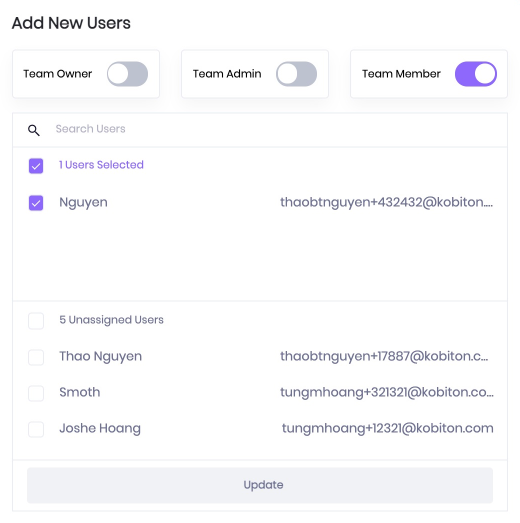 Add New Users
Team Owner
Team Admin
Team Member
Search Users
1 Users Selected
Nguyen thaobtnguyen+432432@kobiton....
5 Unassigned Users
Thao Nguyen thaobtnguyen+17887@kobiton.c...
Smoth tungmhoang+321321@kobiton.co...
Joshe Hoang tungmhoang+12321@kobiton.com
Update